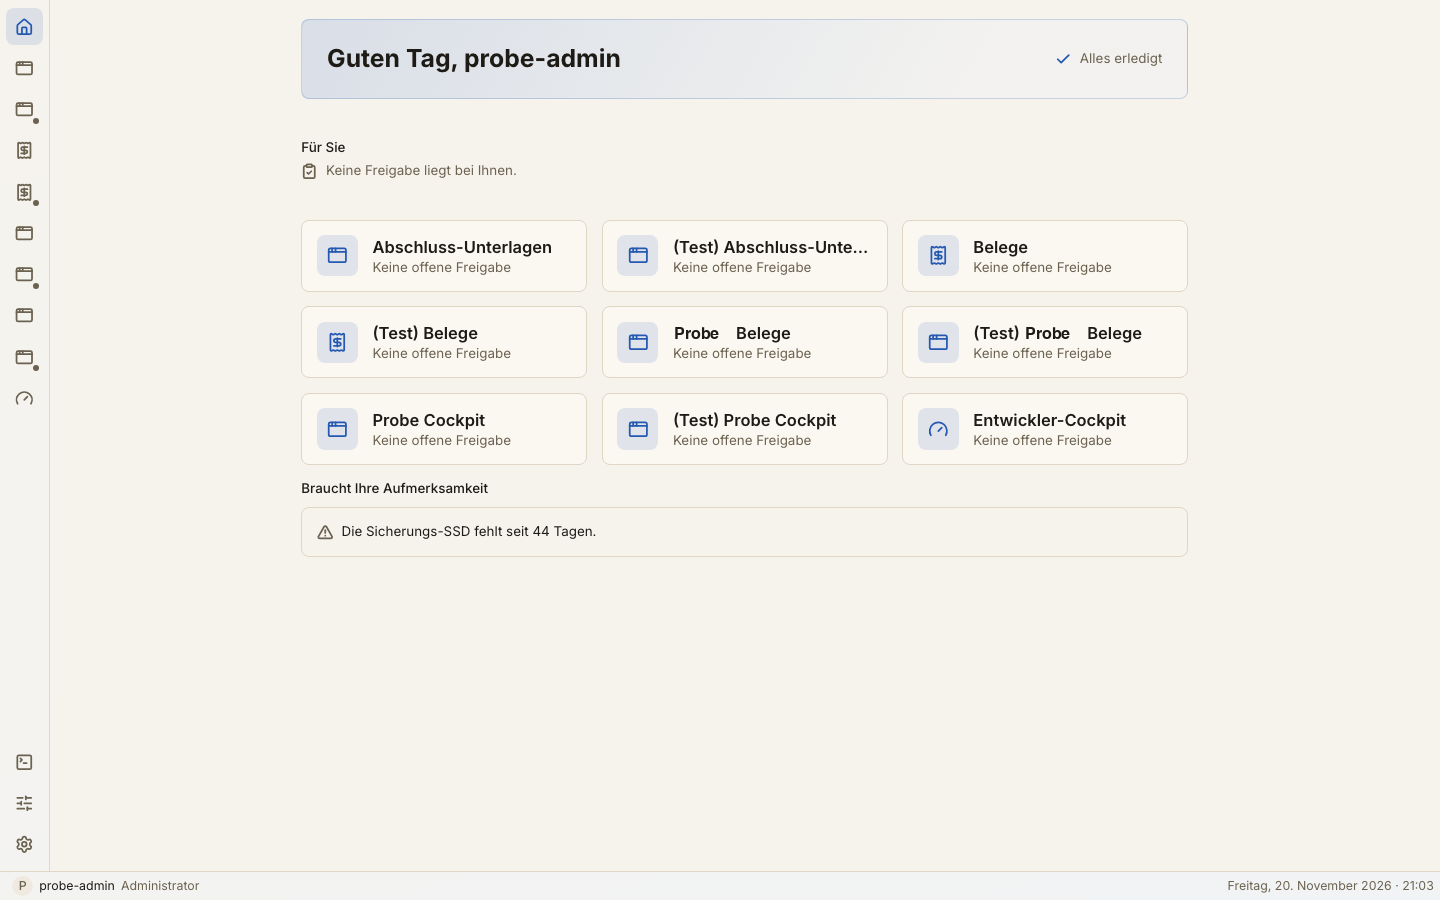 Guten Tag, probe-admin
Alles erledigt
Für Sie
Keine Freigabe liegt bei Ihnen.
Abschluss-Unterlagen
Keine offene Freigabe
(Test) Abschluss-Unte…
Keine offene Freigabe
Belege
Keine offene Freigabe
(Test) Belege
Keine offene Freigabe
Probe Belege
Keine offene Freigabe
(Test) Probe Belege
Keine offene Freigabe
Probe Cockpit
Keine offene Freigabe
(Test) Probe Cockpit
Keine offene Freigabe
Entwickler-Cockpit
Keine offene Freigabe
Braucht Ihre Aufmerksamkeit
Die Sicherungs-SSD fehlt seit 44 Tagen.
P probe-admin Administrator
Freitag, 20. November 2026 · 21:03